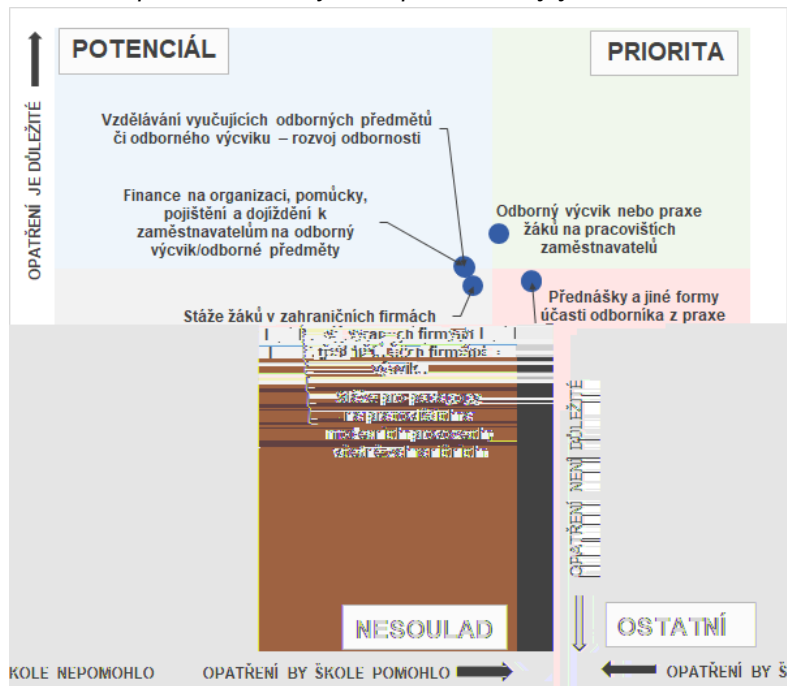 POTENCIÁL
PRIORITA
OPATŘENÍ JE DŮLEŽITÉ
Vzdělávání vyučujících odborných předmětů
či odborného výcviku – rozvoj odbornosti
Finance na organizaci, pomůcky,
pojištění a dojíždění k
zaměstnavatelům na odborný
výcvik/odborné předměty
Odborný výcvik nebo praxe
žáků na pracovištích
zaměstnavatelů
Stáže žáků v zahraničních firmách
Přednášky a jiné formy
účasti odborníka z praxe
OPATŘENÍ NENÍ DŮLEŽITÉ
NESOULAD
OSTATNÍ
KOLE NEPOMOHLO
OPATŘENÍ BY ŠKOLE POMOHLO
OPATŘENÍ BY Š